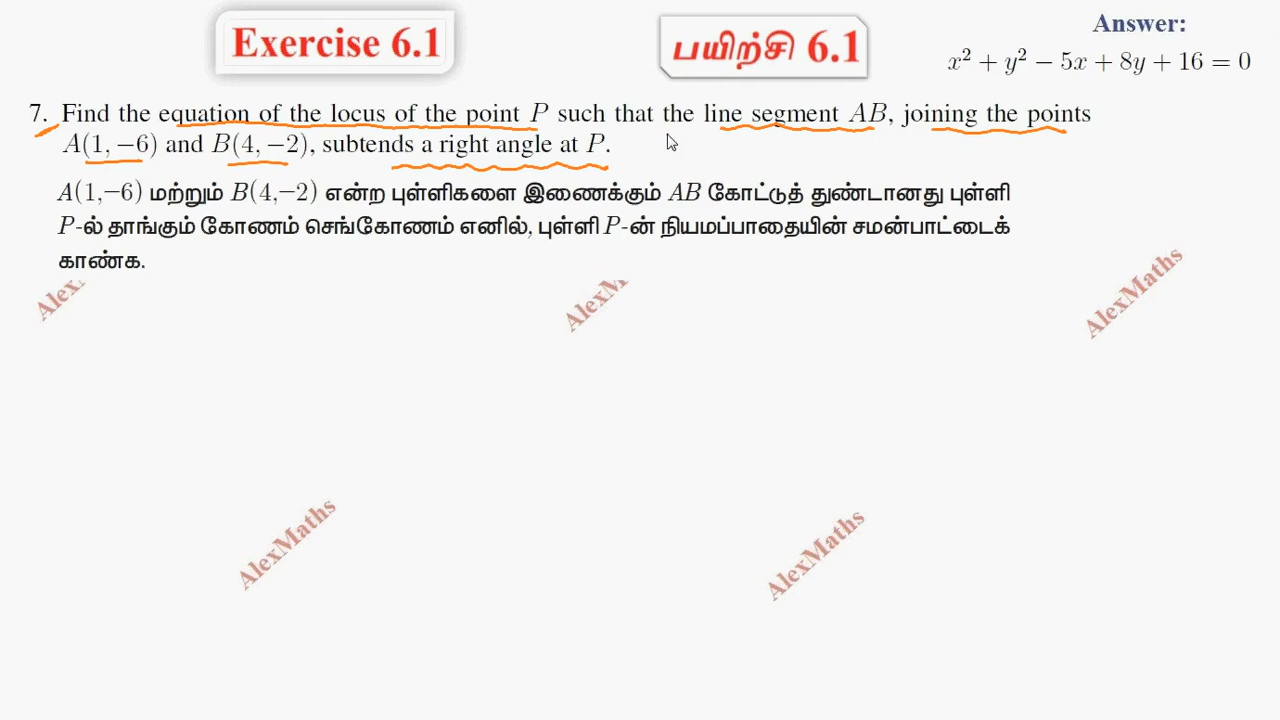 Exercise 6.1
பயிற்சி 6.1
Answer:
x² + y² − 5x + 8y + 16 = 0
7. Find the equation of the locus of the point P such that the line segment AB, joining the points
A(1, −6) and B(4, −2), subtends a right angle at P.
A(1,−6) மற்றும் B(4,−2) என்ற புள்ளிகளை இணைக்கும் AB கோட்டுத் துண்டானது புள்ளி
P-ல் தாங்கும் கோணம் செங்கோணம் எனில், புள்ளி P-ன் நியமப்பாதையின் சமன்பாட்டைக்
காண்க.
Alex
AlexM
AlexMaths
AlexMaths
AlexMaths